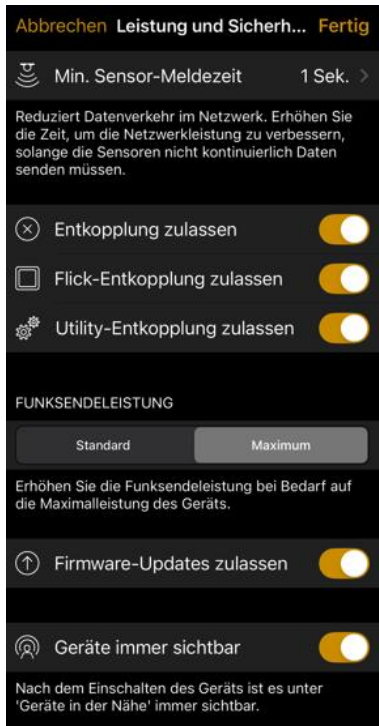 Abbrechen Leistung und Sicherh... Fertig
Min. Sensor-Meldezeit 1 Sek. >
Reduziert Datenverkehr im Netzwerk. Erhöhen Sie
die Zeit, um die Netzwerkleistung zu verbessern,
solange die Sensoren nicht kontinuierlich Daten
senden müssen.
Entkopplung zulassen
Flick-Entkopplung zulassen
Utility-Entkopplung zulassen
FUNKSENDELEISTUNG
Standard Maximum
Erhöhen Sie die Funksendeleistung bei Bedarf auf
die Maximalleistung des Geräts.
Firmware-Updates zulassen
Geräte immer sichtbar
Nach dem Einschalten des Geräts ist es unter
'Geräte in der Nähe' immer sichtbar.